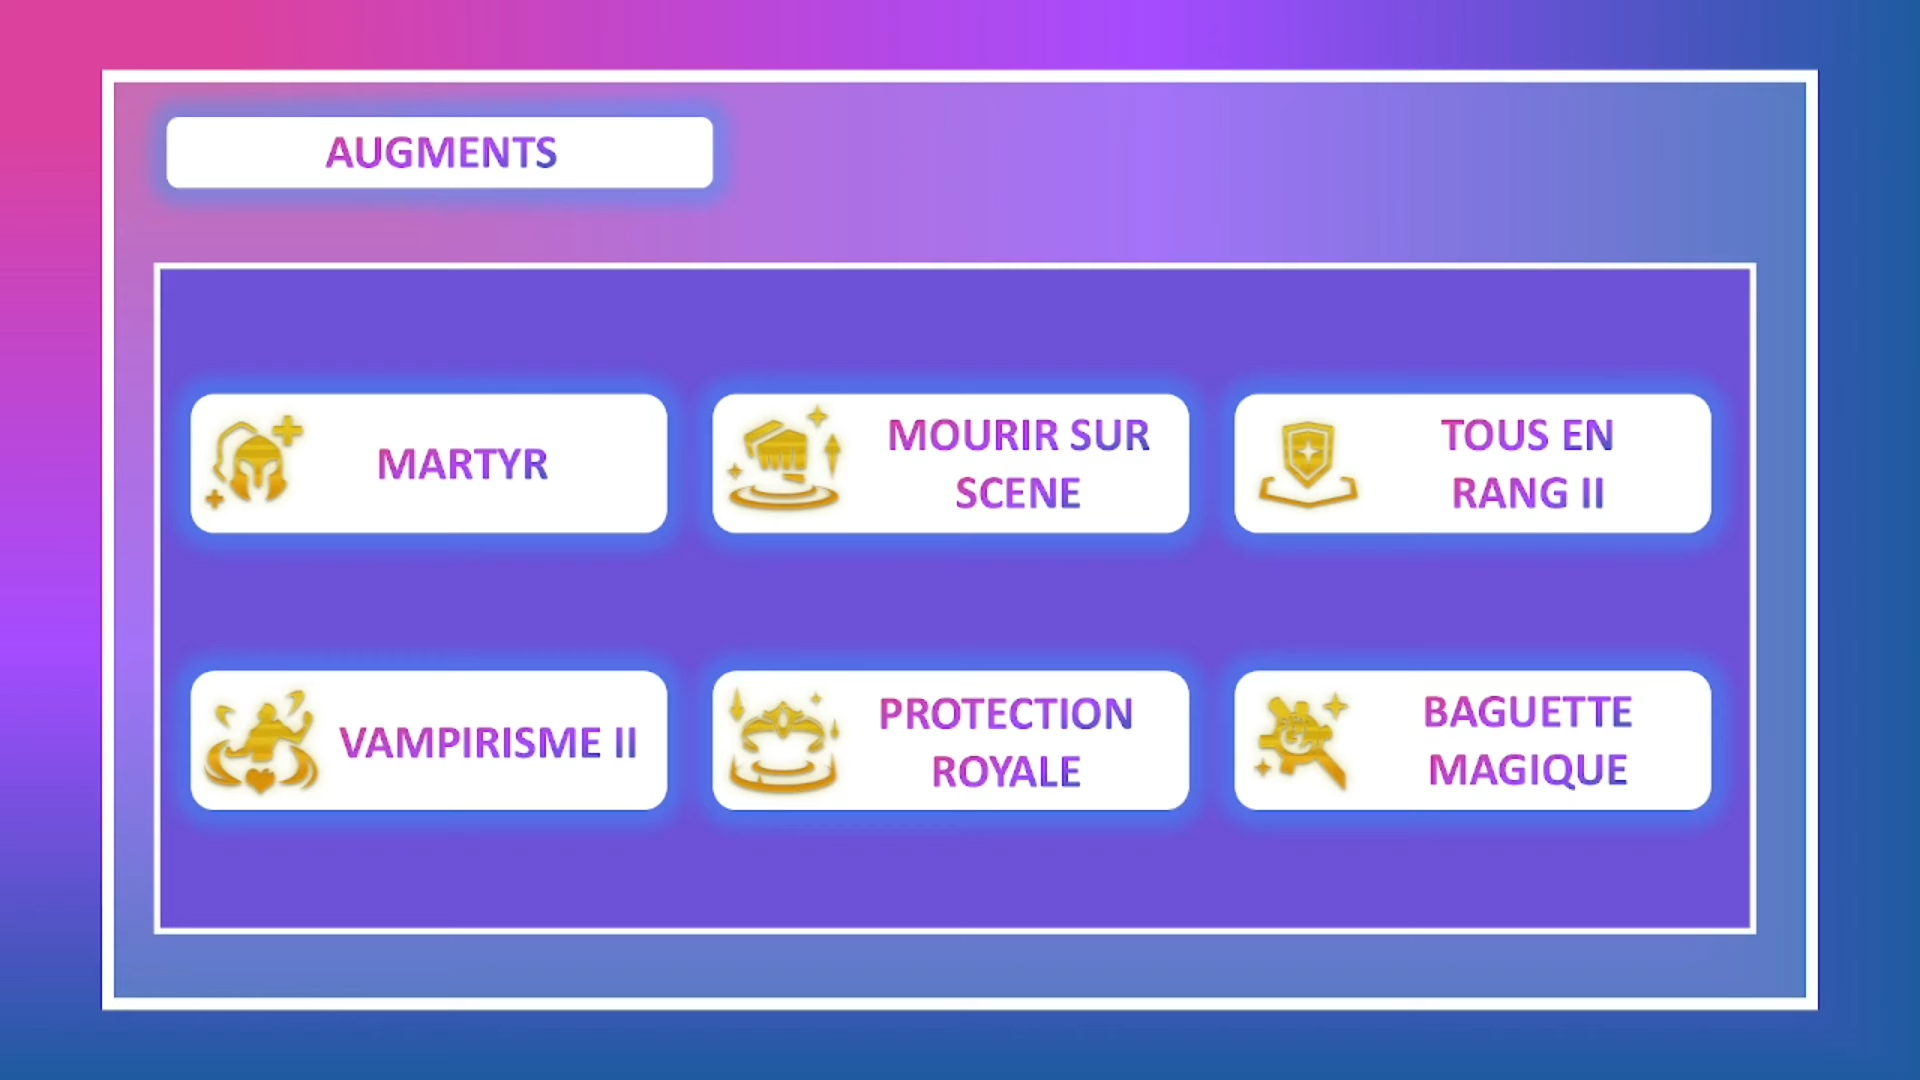 AUGMENTS
MARTYR
MOURIR SUR
SCENE
TOUS EN
RANG II
VAMPIRISME II
PROTECTION
ROYALE
BAGUETTE
MAGIQUE